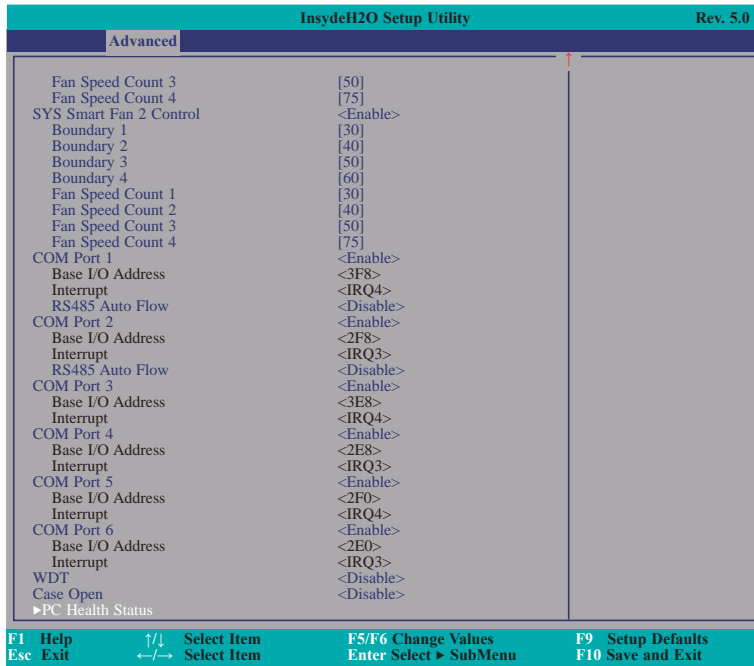 InsydeH2O Setup Utility Rev. 5.0
Advanced
↑
Fan Speed Count 3 [50]
Fan Speed Count 4 [75]
SYS Smart Fan 2 Control <Enable>
Boundary 1 [30]
Boundary 2 [40]
Boundary 3 [50]
Boundary 4 [60]
Fan Speed Count 1 [30]
Fan Speed Count 2 [40]
Fan Speed Count 3 [50]
Fan Speed Count 4 [75]
COM Port 1 <Enable>
Base I/O Address <3F8>
Interrupt <IRQ4>
RS485 Auto Flow <Disable>
COM Port 2 <Enable>
Base I/O Address <2F8>
Interrupt <IRQ3>
RS485 Auto Flow <Disable>
COM Port 3 <Enable>
Base I/O Address <3E8>
Interrupt <IRQ4>
COM Port 4 <Enable>
Base I/O Address <2E8>
Interrupt <IRQ3>
COM Port 5 <Enable>
Base I/O Address <2F0>
Interrupt <IRQ4>
COM Port 6 <Enable>
Base I/O Address <2E0>
Interrupt <IRQ3>
WDT <Disable>
Case Open <Disable>
►PC Health Status
F1 Help ↑/↓ Select Item F5/F6 Change Values F9 Setup Defaults
Esc Exit ←/→ Select Item Enter Select ► SubMenu F10 Save and Exit